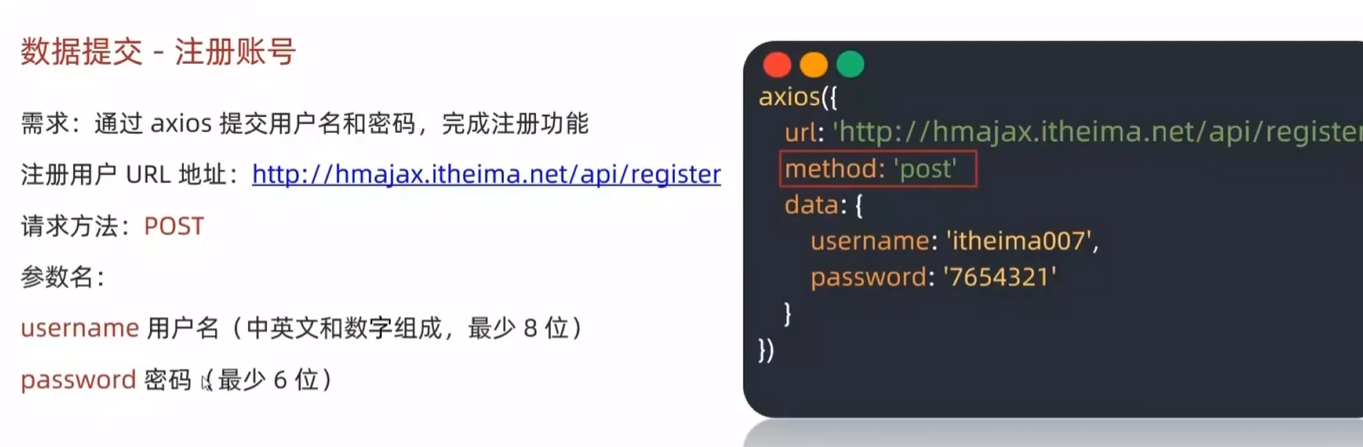 数据提交 - 注册账号
需求：通过 axios 提交用户名和密码，完成注册功能
注册用户 URL 地址：http://hmajax.itheima.net/api/register
请求方法：POST
参数名：
username 用户名（中英文和数字组成，最少 8 位）
password 密码（最少 6 位）
axios({
url: 'http://hmajax.itheima.net/api/register
method: 'post'
data: {
username: 'itheima007',
password: '7654321'
}
})